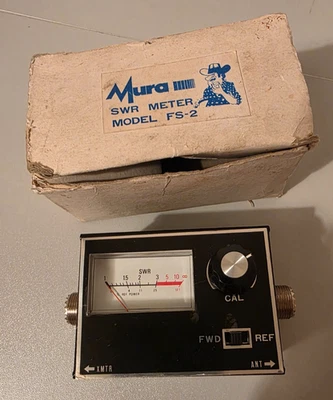 Mura
SWR METER
MODEL FS-2
SWR
1 1.5 2 3 5 10
CAL
FWD REF
XMTR ANT